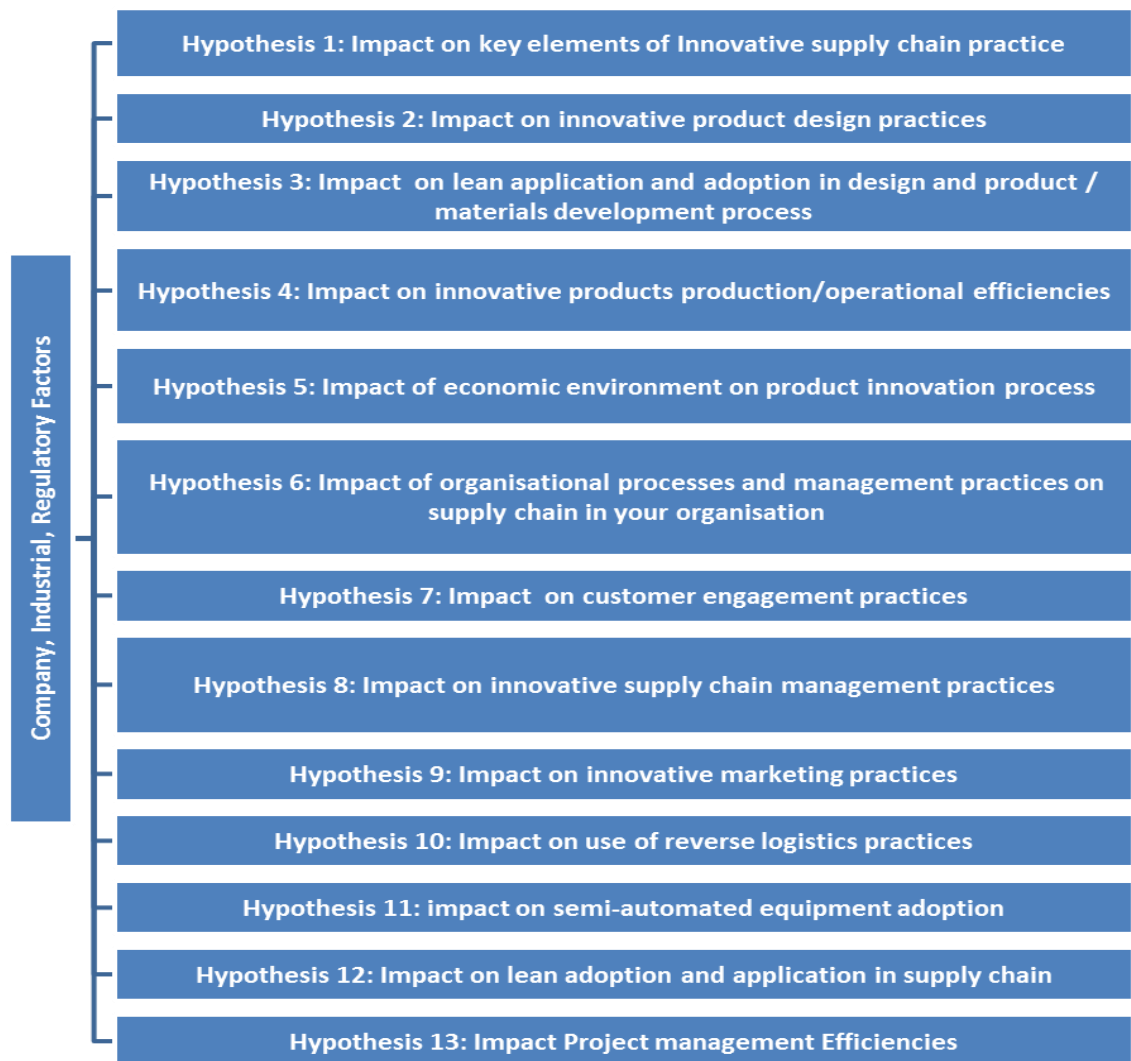 Company, Industrial, Regulatory Factors
Hypothesis 1: Impact on key elements of Innovative supply chain practice
Hypothesis 2: Impact on innovative product design practices
Hypothesis 3: Impact  on lean application and adoption in design and product /
materials development process
Hypothesis 4: Impact on innovative products production/operational efficiencies
Hypothesis 5: Impact of economic environment on product innovation process
Hypothesis 6: Impact of organisational processes and management practices on
supply chain in your organisation
Hypothesis 7: Impact  on customer engagement practices
Hypothesis 8: Impact on innovative supply chain management practices
Hypothesis 9: Impact on innovative marketing practices
Hypothesis 10: Impact on use of reverse logistics practices
Hypothesis 11: impact on semi-automated equipment adoption
Hypothesis 12: Impact on lean adoption and application in supply chain
Hypothesis 13: Impact Project management Efficiencies